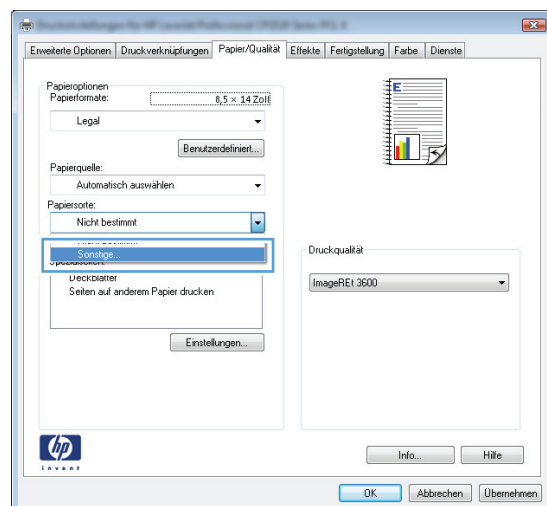 Erweiterte Optionen Druckverknüpfungen Papier/Qualität Effekte Fertigstellung Farbe Dienste
Papieroptionen
Papierformate: 8,5 × 14 Zoll
Legal
Benutzerdefiniert...
Papierquelle:
Automatisch auswählen
Papiersorte:
Nicht bestimmt
Sonstige...
Deckblätter
Seiten auf anderem Papier drucken
Einstellungen...
E
Druckqualität
ImageREt 3600
hp
invent
Info... Hilfe
OK Abbrechen Übernehmen